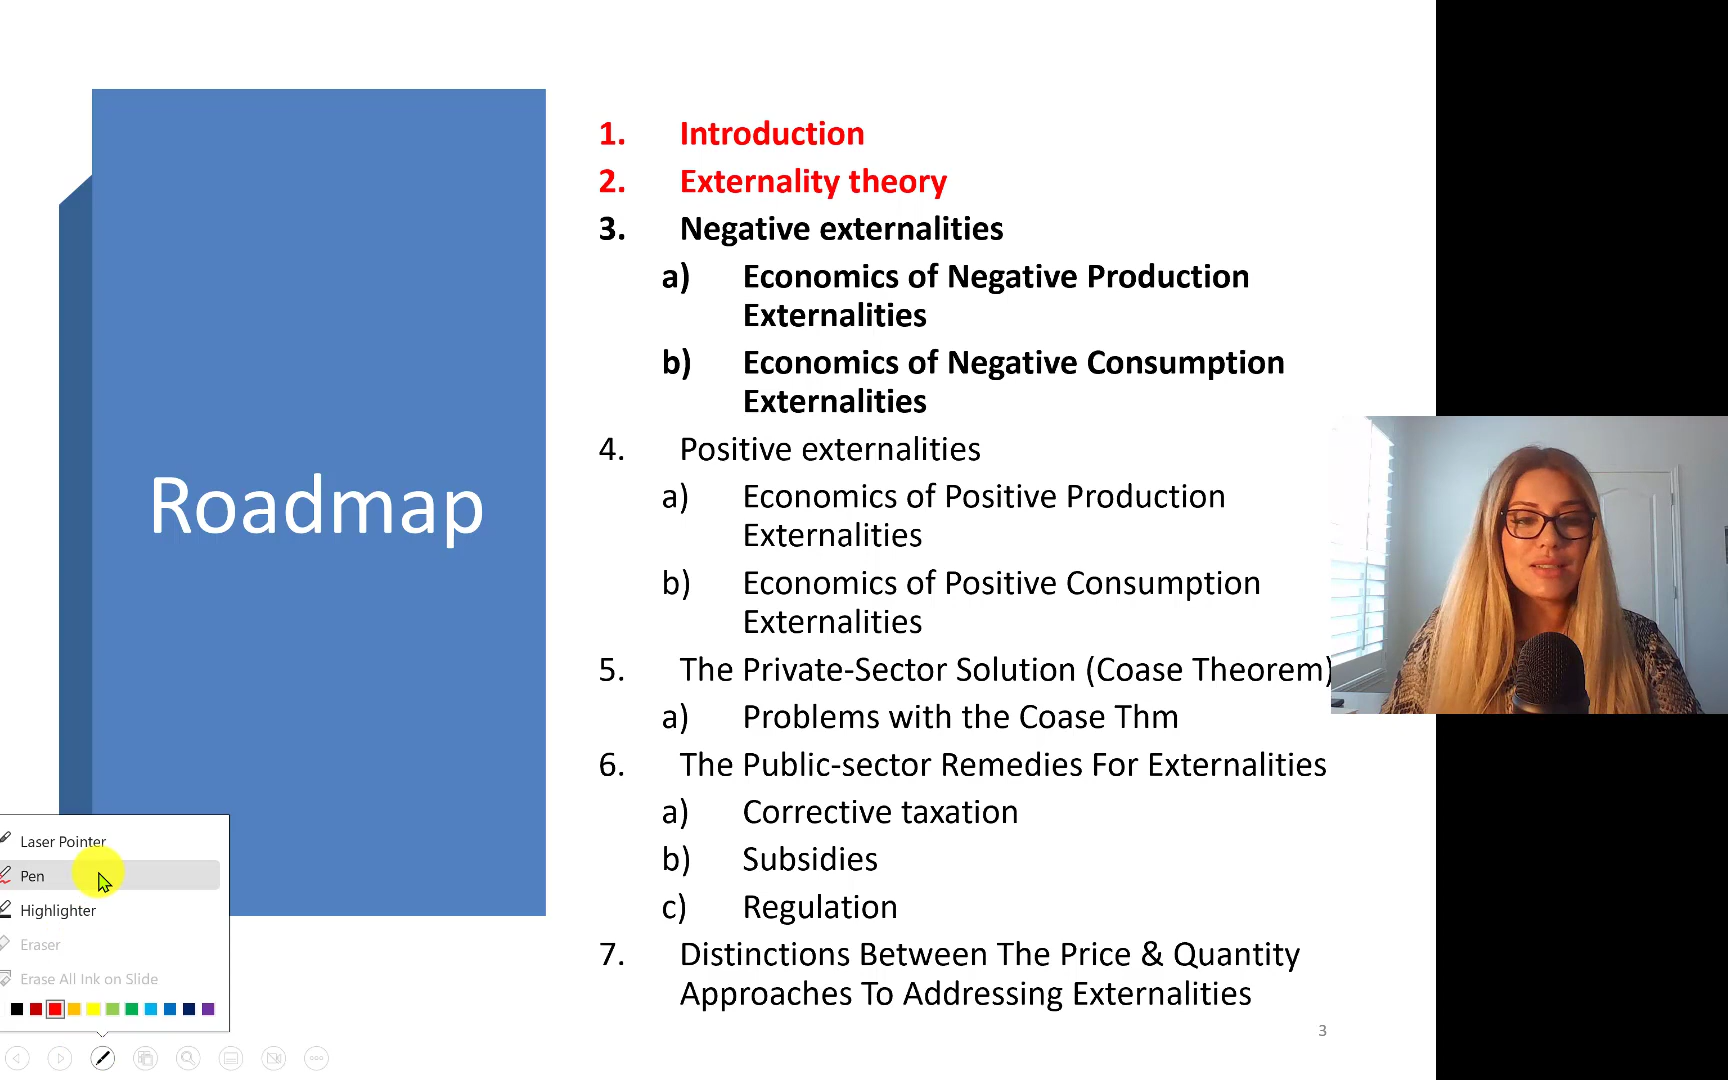 Roadmap
1. Introduction
2. Externality theory
3. Negative externalities
a) Economics of Negative Production
Externalities
b) Economics of Negative Consumption
Externalities
4. Positive externalities
a) Economics of Positive Production
Externalities
b) Economics of Positive Consumption
Externalities
5. The Private-Sector Solution (Coase Theorem)
a) Problems with the Coase Thm
6. The Public-sector Remedies For Externalities
a) Corrective taxation
b) Subsidies
c) Regulation
7. Distinctions Between The Price & Quantity
Approaches To Addressing Externalities
3
Laser Pointer
Pen
Highlighter
Eraser
Erase All Ink on Slide